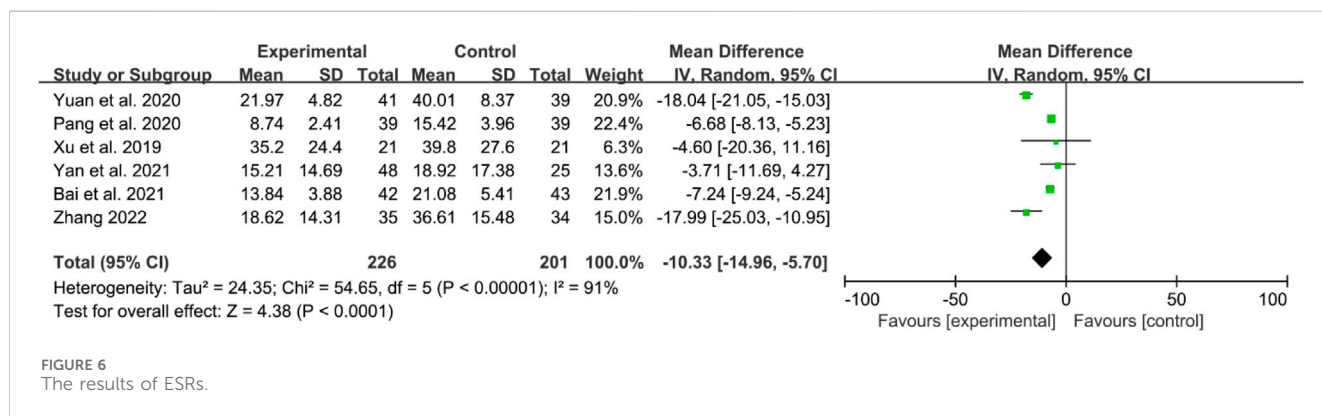 Experimental Control Mean Difference Mean Difference
Study or Subgroup Mean SD Total Mean SD Total Weight IV, Random, 95% CI IV, Random, 95% CI
Yuan et al. 2020 21.97 4.82 41 40.01 8.37 39 20.9% -18.04 [-21.05, -15.03]
Pang et al. 2020 8.74 2.41 39 15.42 3.96 39 22.4% -6.68 [-8.13, -5.23]
Xu et al. 2019 35.2 24.4 21 39.8 27.6 21 6.3% -4.60 [-20.36, 11.16]
Yan et al. 2021 15.21 14.69 48 18.92 17.38 25 13.6% -3.71 [-11.69, 4.27]
Bai et al. 2021 13.84 3.88 42 21.08 5.41 43 21.9% -7.24 [-9.24, -5.24]
Zhang 2022 18.62 14.31 35 36.61 15.48 34 15.0% -17.99 [-25.03, -10.95]
Total (95% CI) 226 201 100.0% -10.33 [-14.96, -5.70]
Heterogeneity: Tau² = 24.35; Chi² = 54.65, df = 5 (P < 0.00001); I² = 91%
Test for overall effect: Z = 4.38 (P < 0.0001)
-100 -50 0 50 100
Favours [experimental] Favours [control]
FIGURE 6
The results of ESRs.